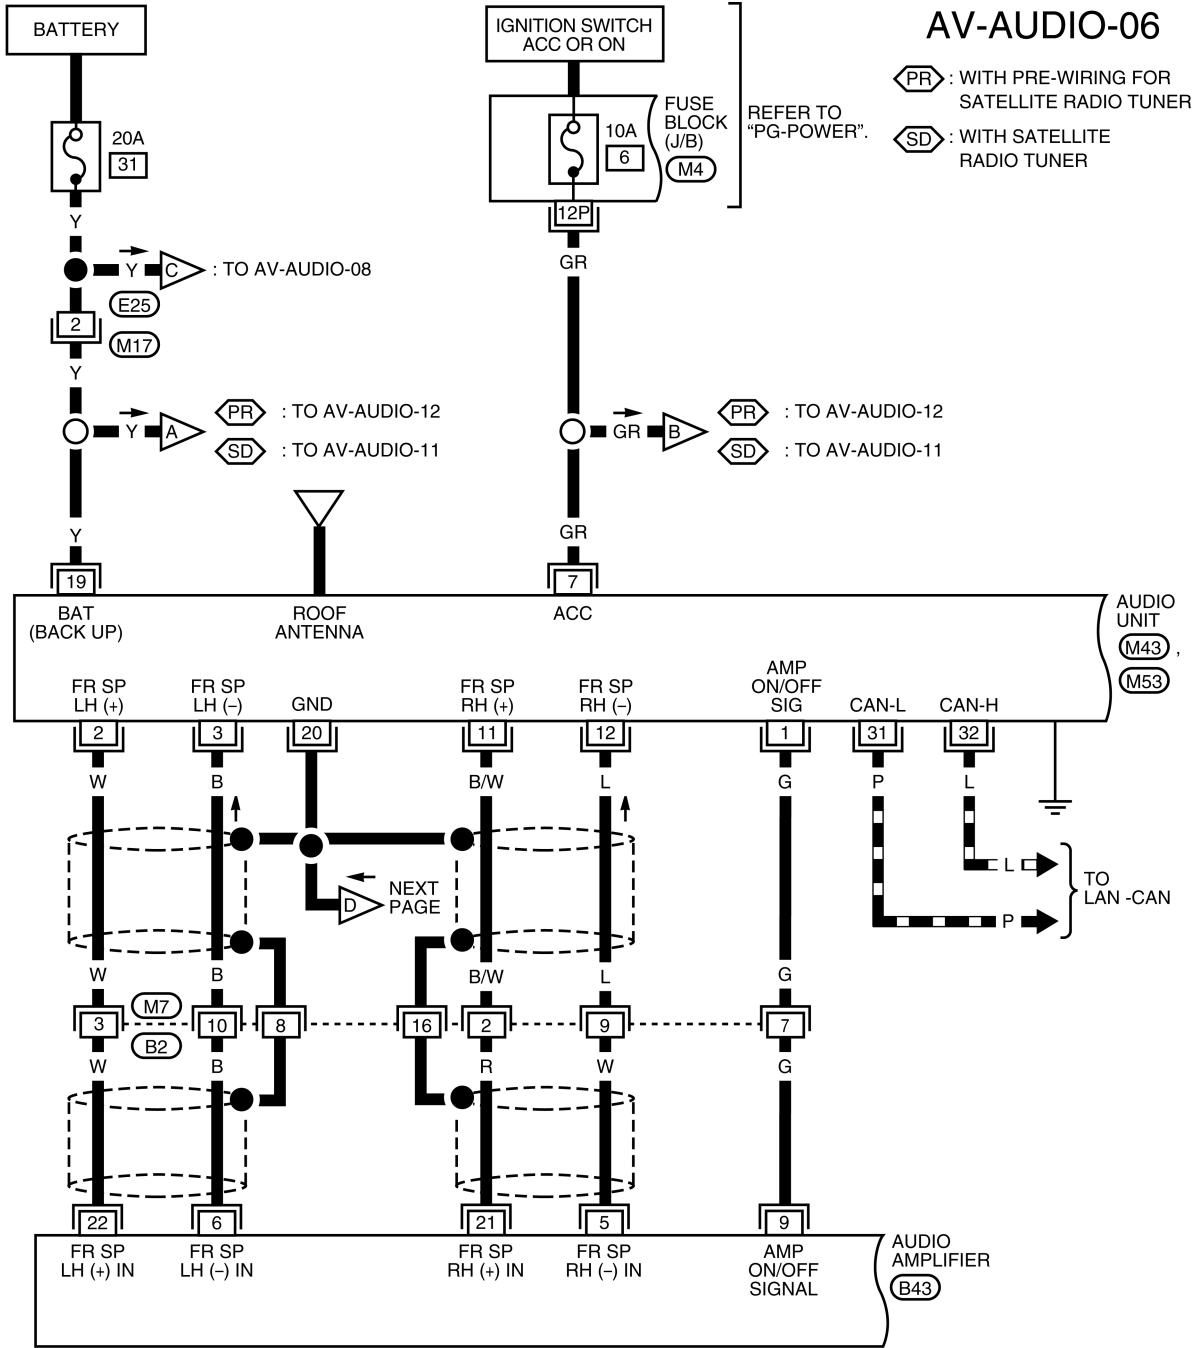 AV-AUDIO-06
BATTERY
IGNITION SWITCH
ACC OR ON
PR : WITH PRE-WIRING FOR
SATELLITE RADIO TUNER
SD : WITH SATELLITE
RADIO TUNER
20A
31
10A
6
FUSE
BLOCK
(J/B)
M4
REFER TO
“PG-POWER”.
12P
Y
GR
Y C : TO AV-AUDIO-08
E25
2
M17
Y
Y A
PR : TO AV-AUDIO-12
SD : TO AV-AUDIO-11
GR B
PR : TO AV-AUDIO-12
SD : TO AV-AUDIO-11
Y
GR
19
7
BAT
(BACK UP)
ROOF
ANTENNA
ACC
AUDIO
UNIT
M43 ,
M53
FR SP
LH (+)
FR SP
LH (–)
GND
FR SP
RH (+)
FR SP
RH (–)
AMP
ON/OFF
SIG
CAN-L
CAN-H
2 3 20 11 12 1 31 32
W B B/W L G P L
D
NEXT
PAGE
L
P
TO
LAN -CAN
W B B/W L G
M7
3 10 8 16 2 9 7
B2
W B R W G
22 6 21 5 9
FR SP
LH (+) IN
FR SP
LH (–) IN
FR SP
RH (+) IN
FR SP
RH (–) IN
AMP
ON/OFF
SIGNAL
AUDIO
AMPLIFIER
B43